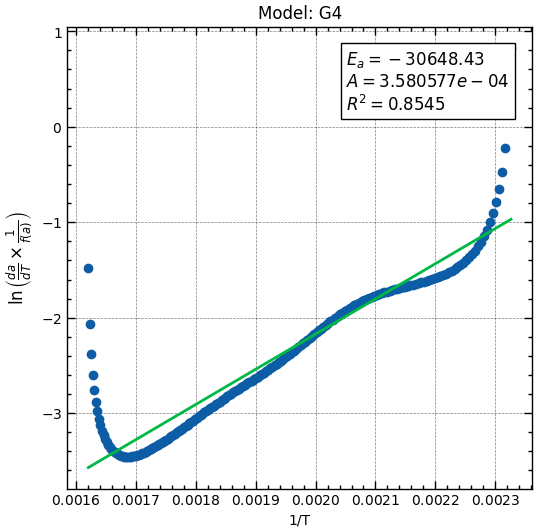 Model: G4
E_a = −30648.43
A = 3.580577e − 04
R² = 0.8545
ln(da/dT × 1/f(a))
1
0
−1
−2
−3
0.0016 0.0017 0.0018 0.0019 0.0020 0.0021 0.0022 0.0023
1/T